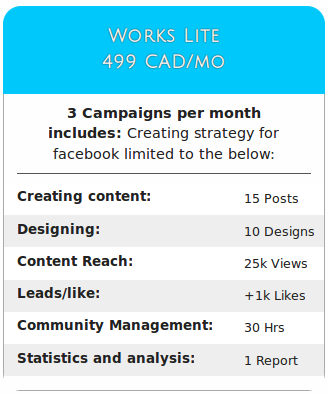 Works Lite
499 CAD/mo
3 Campaigns per month
includes: Creating strategy for
facebook limited to the below:
Creating content: 15 Posts
Designing: 10 Designs
Content Reach: 25k Views
Leads/like: +1k Likes
Community Management: 30 Hrs
Statistics and analysis: 1 Report